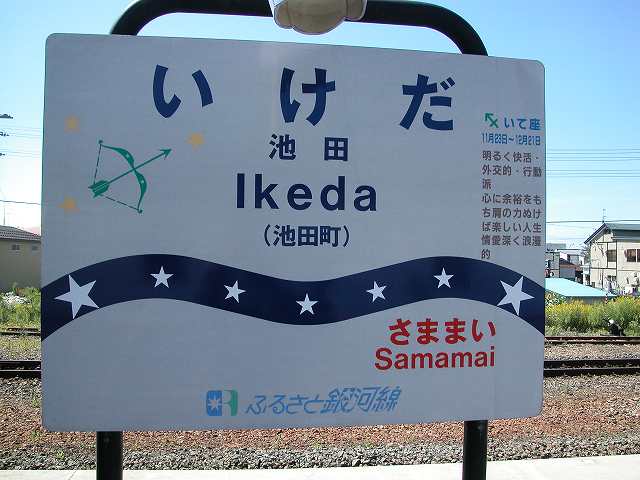 いけだ
池田
Ikeda
(池田町)
いて座
11月23日〜12月21日
明るく快活・
外交的・行動
派
心に余裕をも
ち肩の力ぬけ
ば楽しい人生
情愛深く浪漫
的
さままい
Samamai
ふるさと銀河線